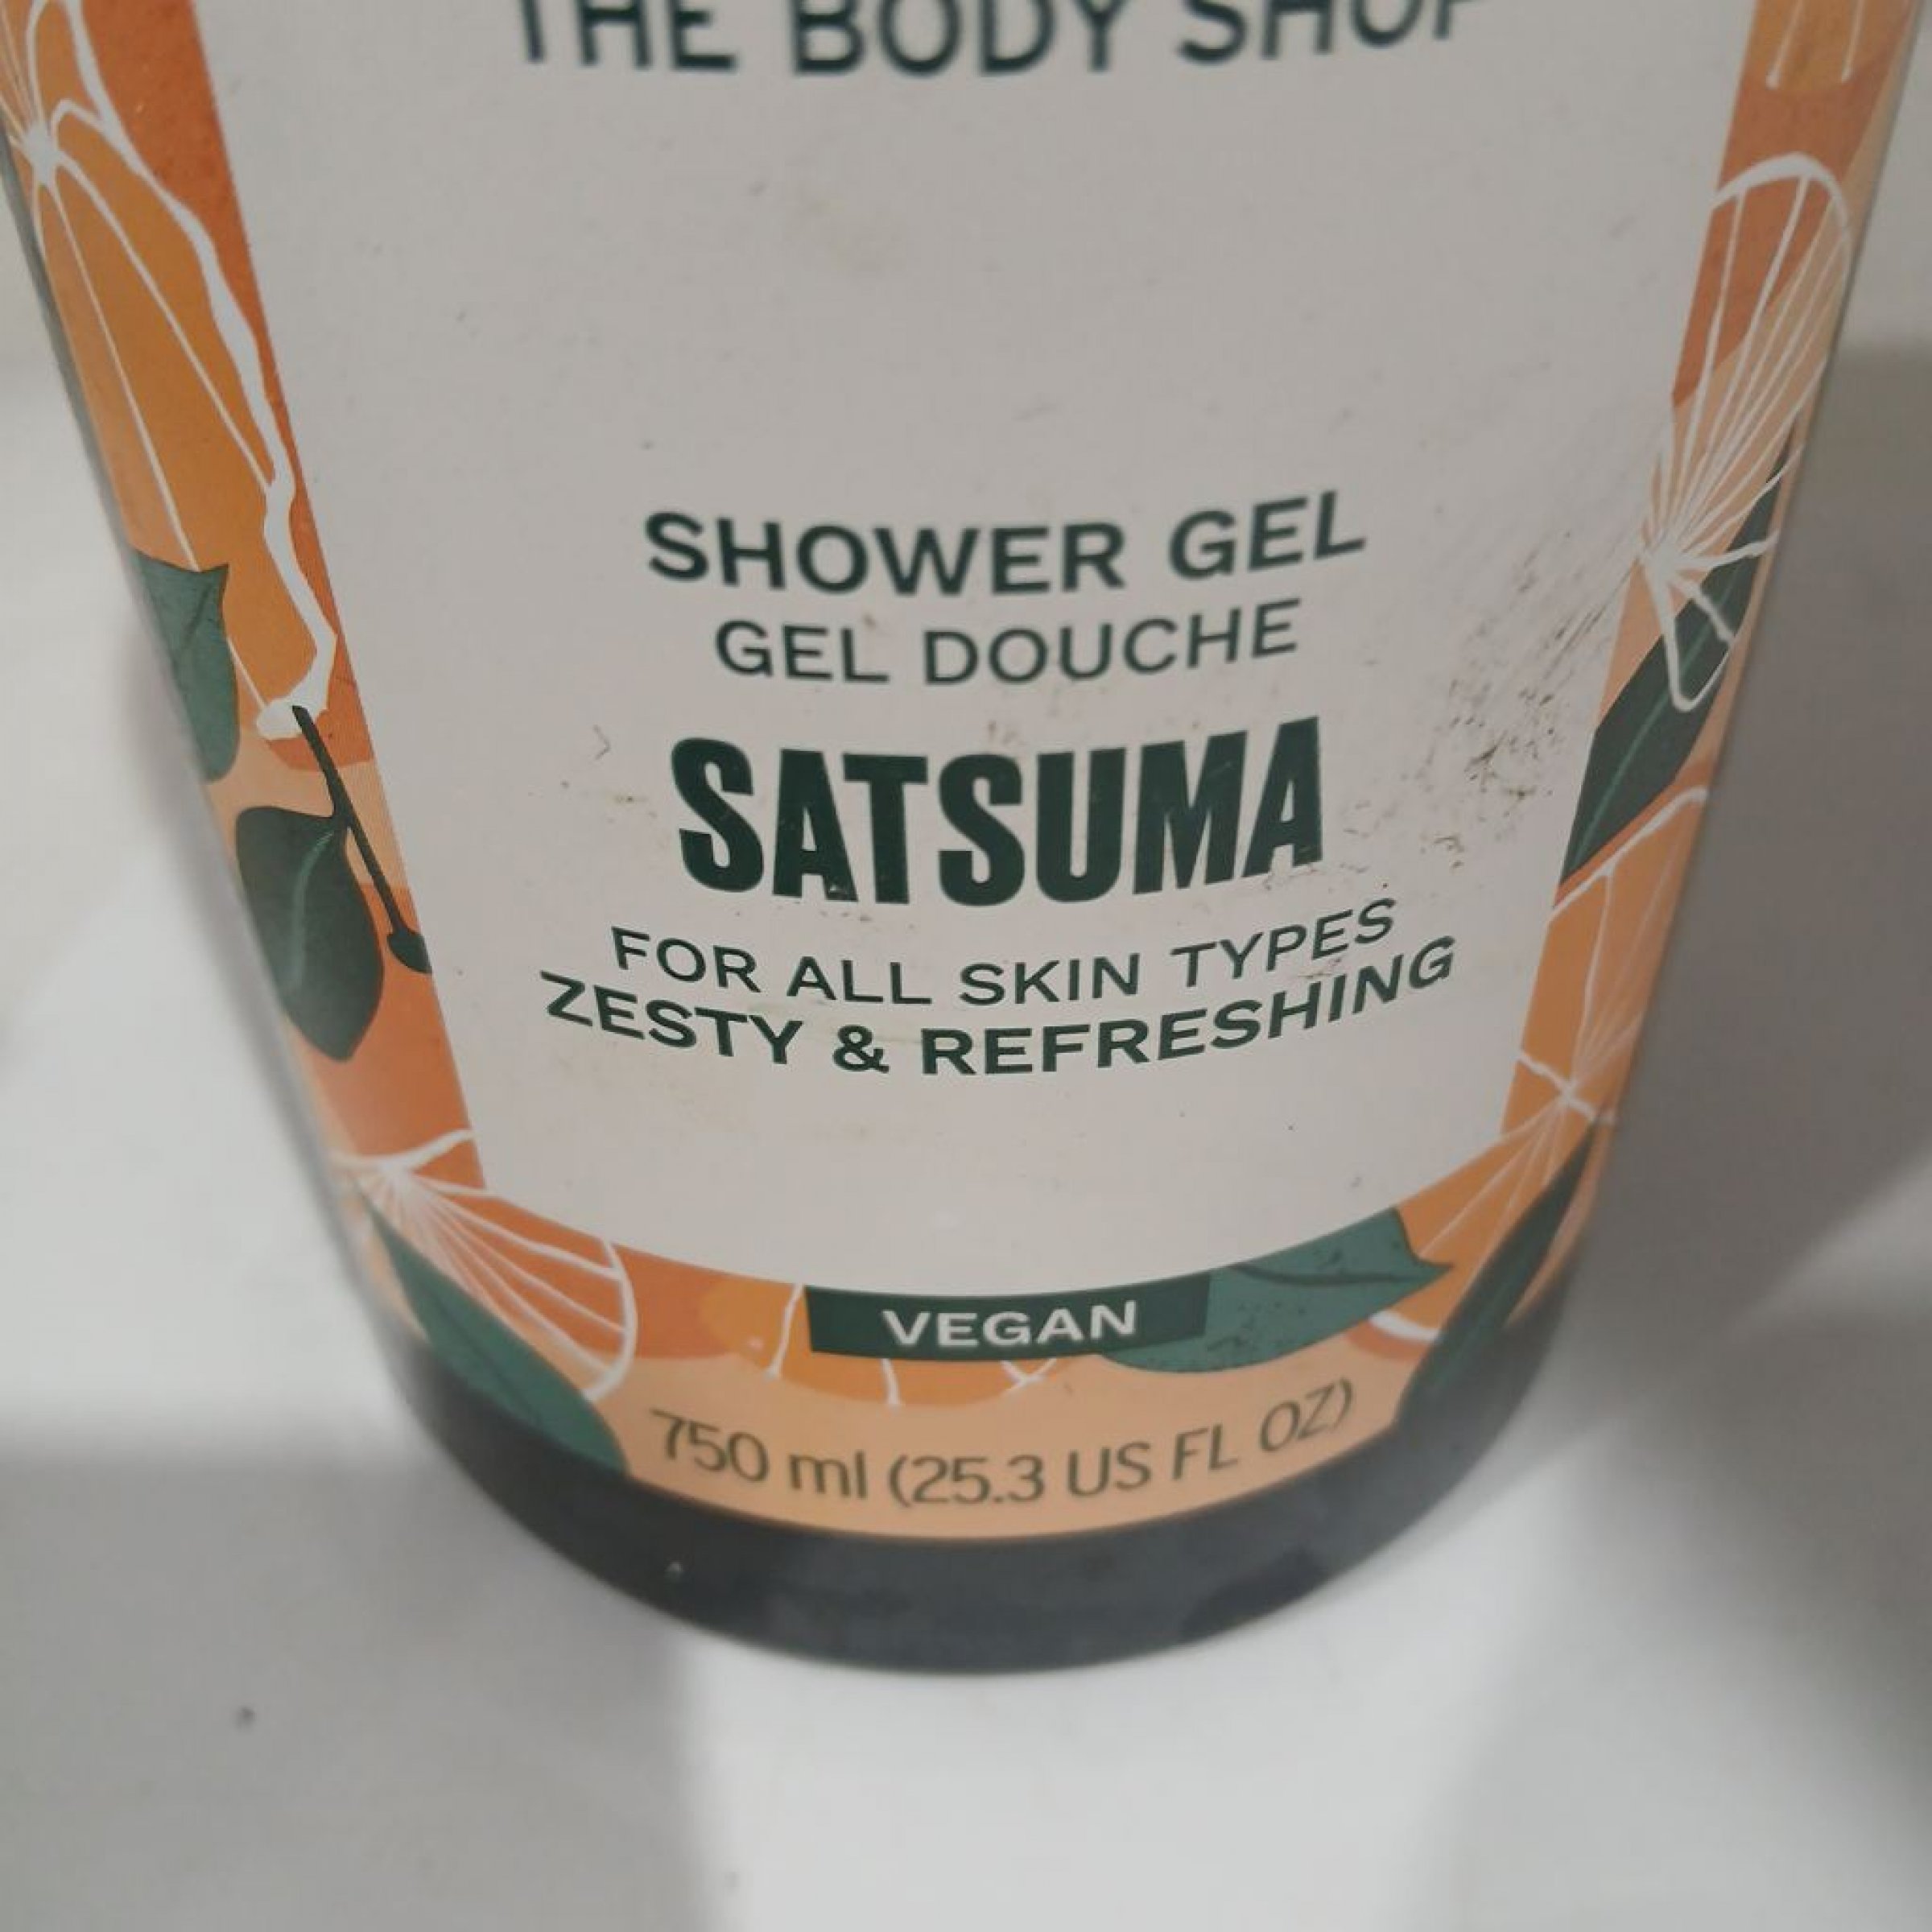 THE BODY SHOP
SHOWER GEL
GEL DOUCHE
SATSUMA
FOR ALL SKIN TYPES
ZESTY & REFRESHING
VEGAN
750 ml (25.3 US FL OZ)